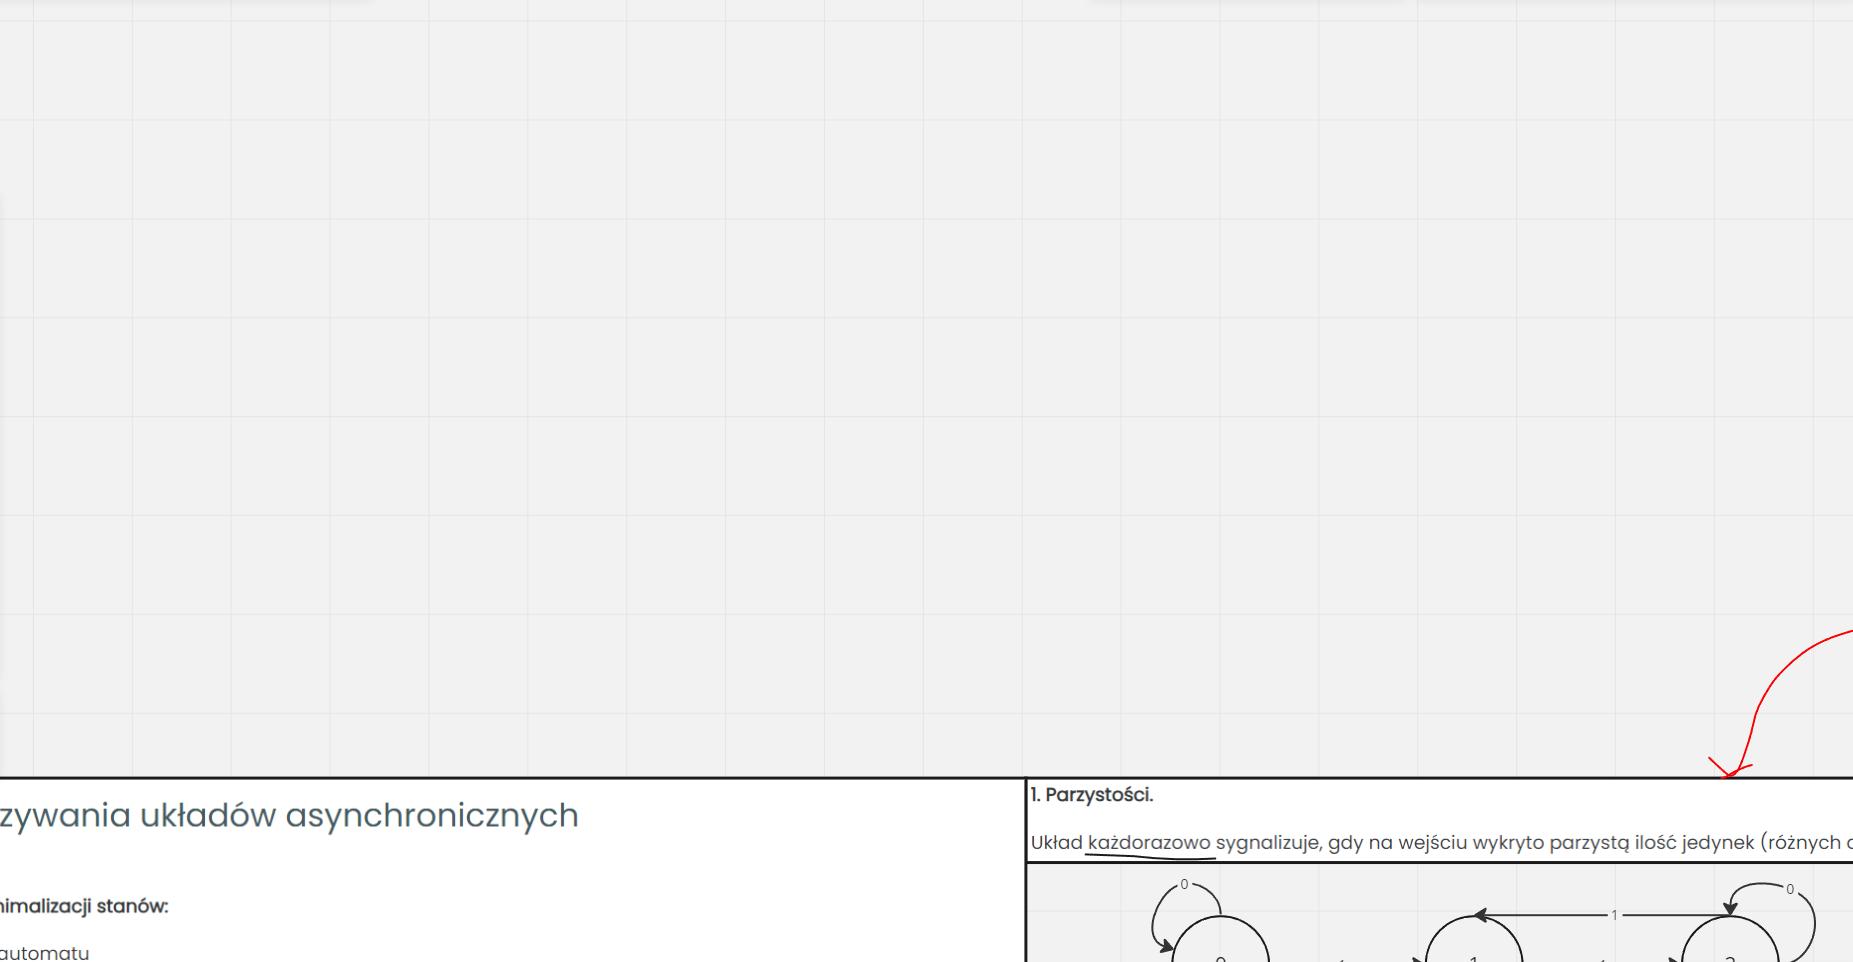 zywania układów asynchronicznych
nimalizacji stanów:
automatu
1. Parzystości.
Układ każdorazowo sygnalizuje, gdy na wejściu wykryto parzystą ilość jedynek (różnych
0
0
1